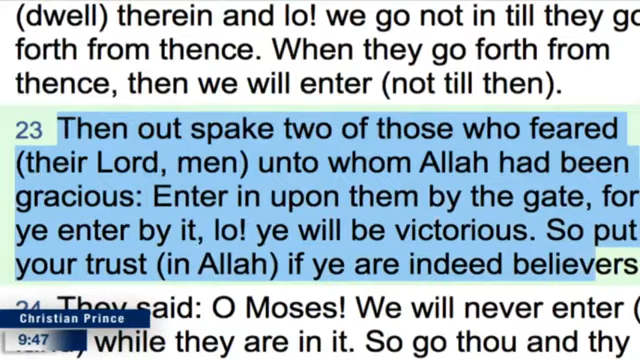 (dwell) therein and lo! we go not in till they go
forth from thence. When they go forth from
thence, then we will enter (not till then).
23 Then out spake two of those who feared
(their Lord, men) unto whom Allah had been
gracious: Enter in upon them by the gate, for
ye enter by it, lo! ye will be victorious. So put
your trust (in Allah) if ye are indeed believers
24 They said: O Moses! We will never enter (
while they are in it. So go thou and thy
Christian Prince
9:47